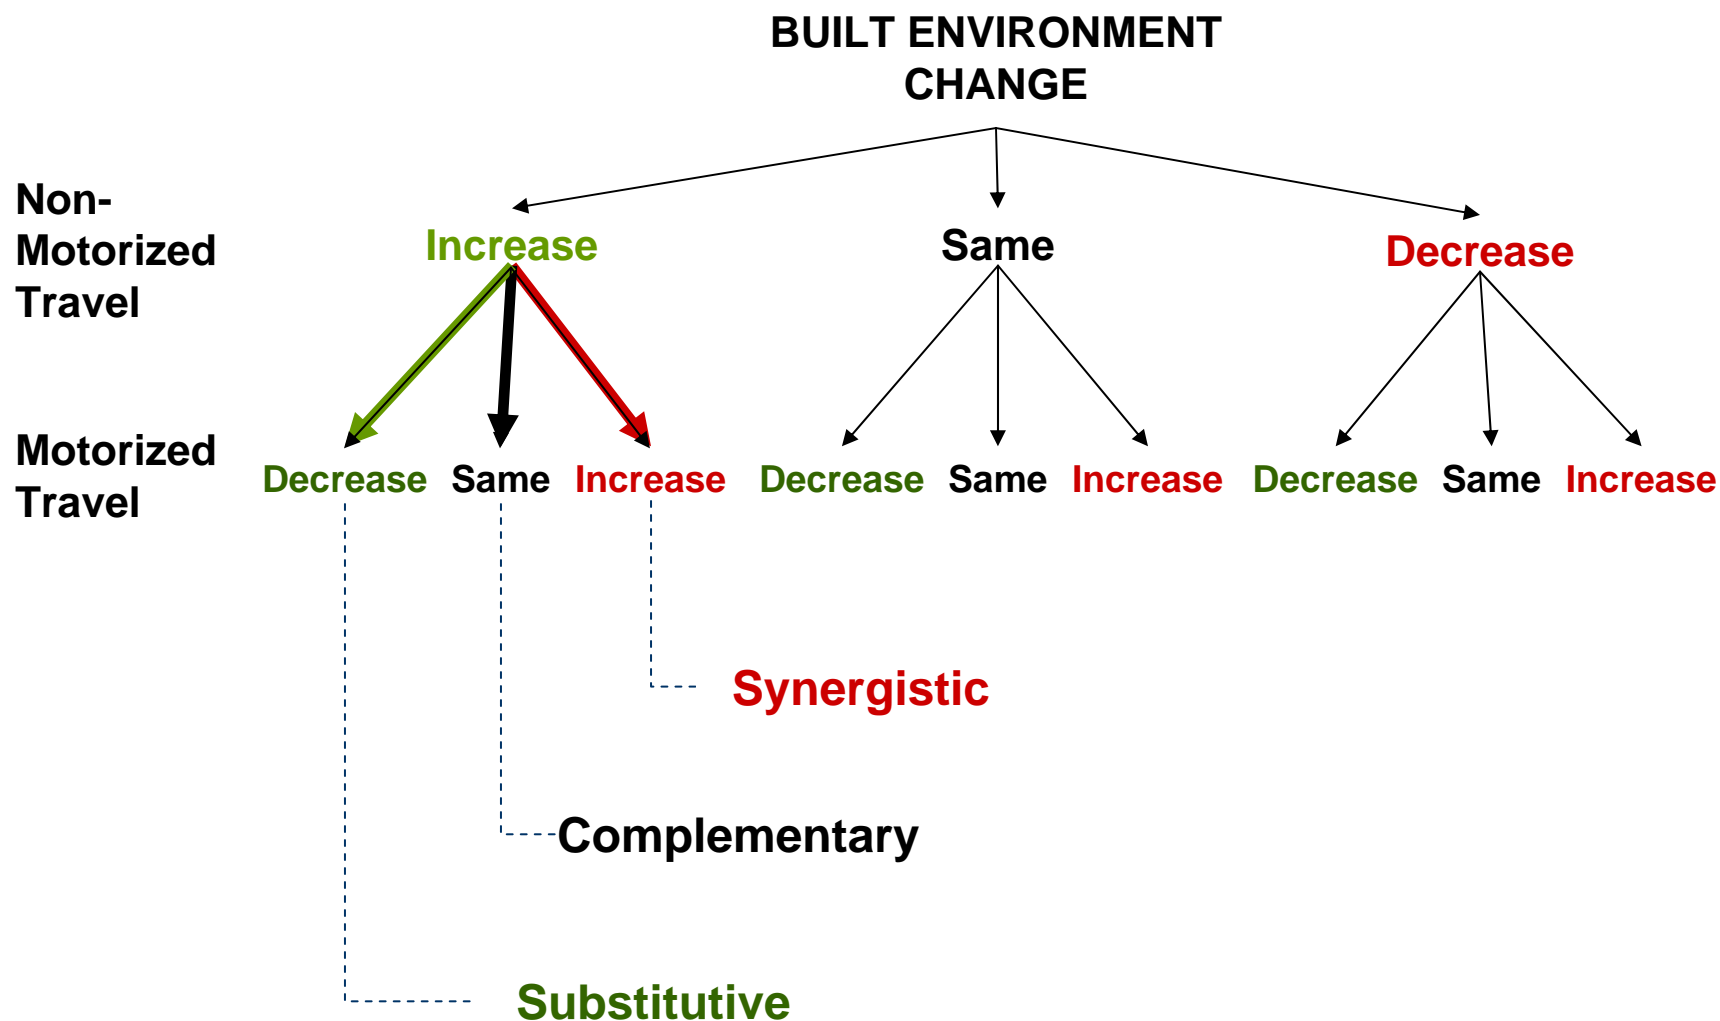 BUILT ENVIRONMENT
CHANGE
Non-
Motorized
Travel
Increase
Same
Decrease
Motorized
Travel
Decrease Same Increase Decrease Same Increase Decrease Same Increase
Synergistic
Complementary
Substitutive